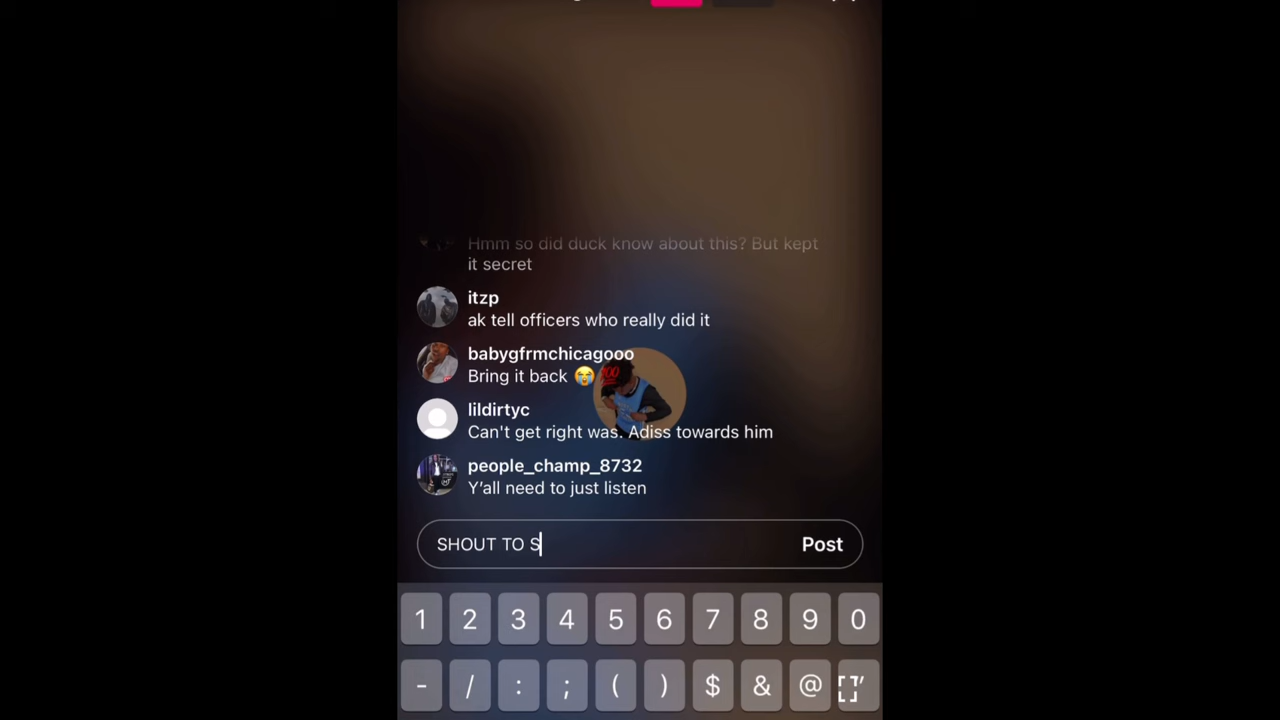 Hmm so did duck know about this? But kept
it secret
itzp
ak tell officers who really did it
babygfrmchicagooo
Bring it back 😭💯
lildirtyc
Can't get right was. Adiss towards him
people_champ_8732
Y’all need to just listen
SHOUT TO S
Post
1 2 3 4 5 6 7 8 9 0
- / : ; ( ) $ & @